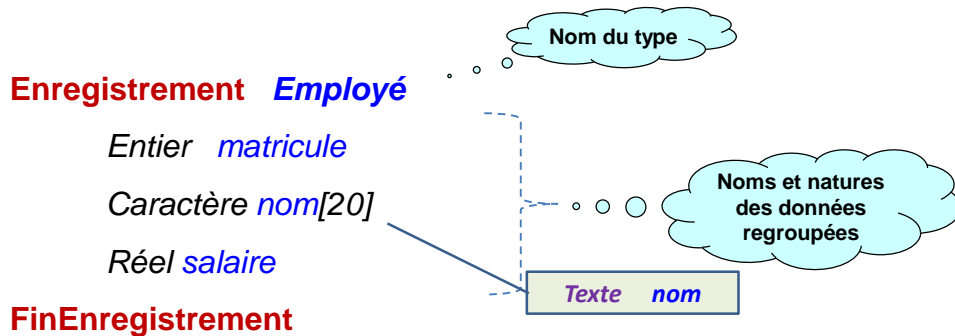 Nom du type
Enregistrement Employé
Entier matricule
Caractère nom[20]
Noms et natures
des données
regroupées
Réel salaire
Texte nom
FinEnregistrement